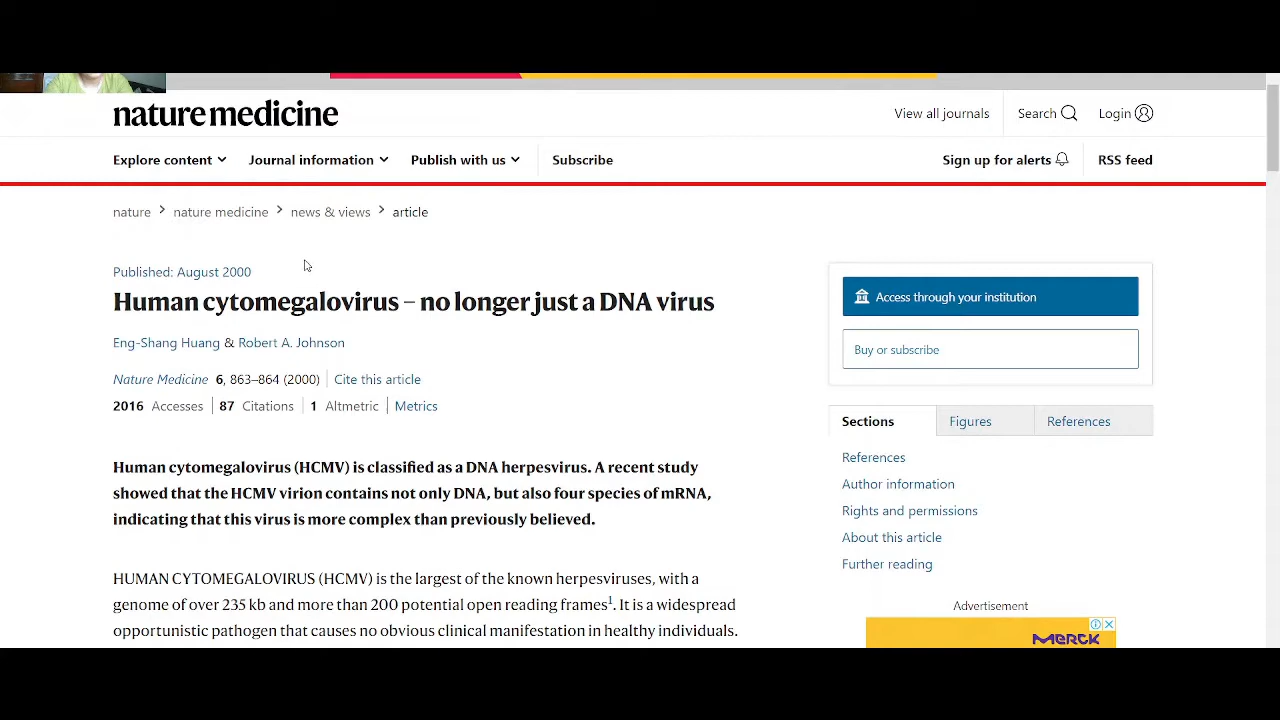 nature medicine
View all journals
Search
Login
Explore content
Journal information
Publish with us
Subscribe
Sign up for alerts
RSS feed
nature > nature medicine > news & views > article
Published: August 2000
Human cytomegalovirus – no longer just a DNA virus
Eng-Shang Huang & Robert A. Johnson
Nature Medicine 6, 863–864 (2000) Cite this article
2016 Accesses 87 Citations 1 Altmetric Metrics
Human cytomegalovirus (HCMV) is classified as a DNA herpesvirus. A recent study
showed that the HCMV virion contains not only DNA, but also four species of mRNA,
indicating that this virus is more complex than previously believed.
HUMAN CYTOMEGALOVIRUS (HCMV) is the largest of the known herpesviruses, with a
genome of over 235 kb and more than 200 potential open reading frames1. It is a widespread
opportunistic pathogen that causes no obvious clinical manifestation in healthy individuals.
Access through your institution
Buy or subscribe
Sections
Figures
References
References
Author information
Rights and permissions
About this article
Further reading
Advertisement
MERCK